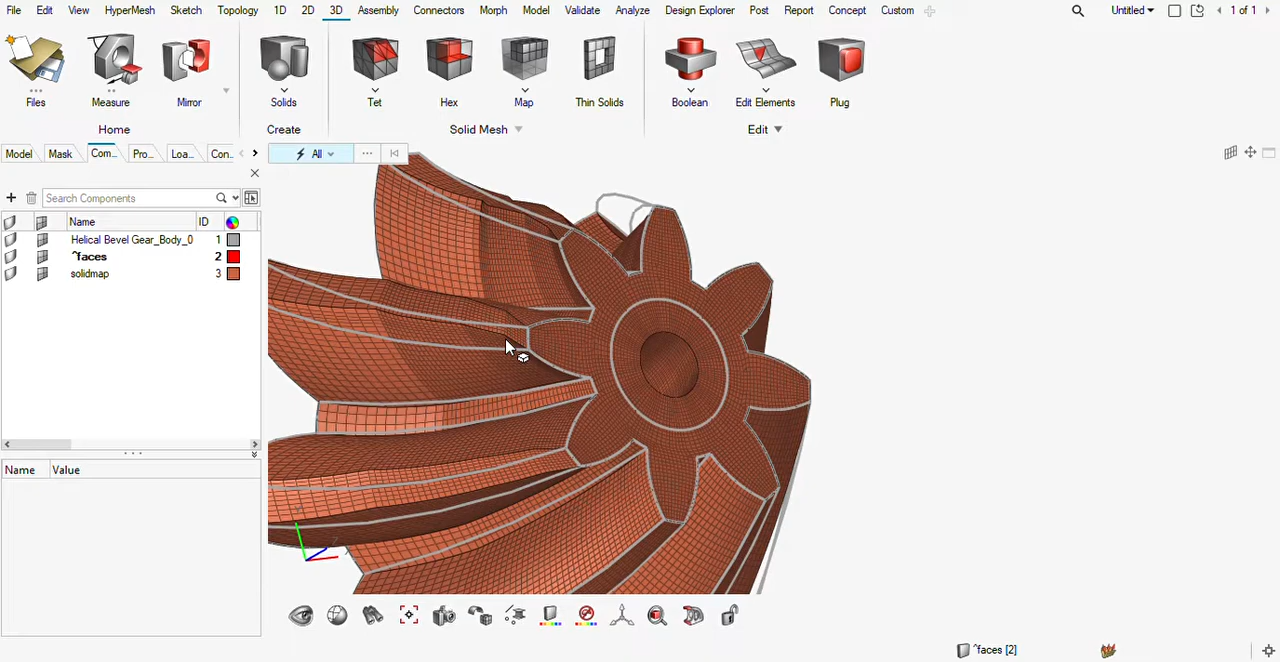 File Edit View HyperMesh Sketch Topology 1D 2D 3D Assembly Connectors Morph Model Validate Analyze Design Explorer Post Report Concept Custom Untitled 1 of 1
Files Measure Mirror Solids Tet Hex Map Thin Solids Boolean Edit Elements Plug
Home Create Solid Mesh Edit
Model Mask Com... Pro... Loa... Con... All
Search Components
Name ID
Helical Bevel Gear_Body_0 1
^faces 2
solidmap 3
Name Value
^faces [2]